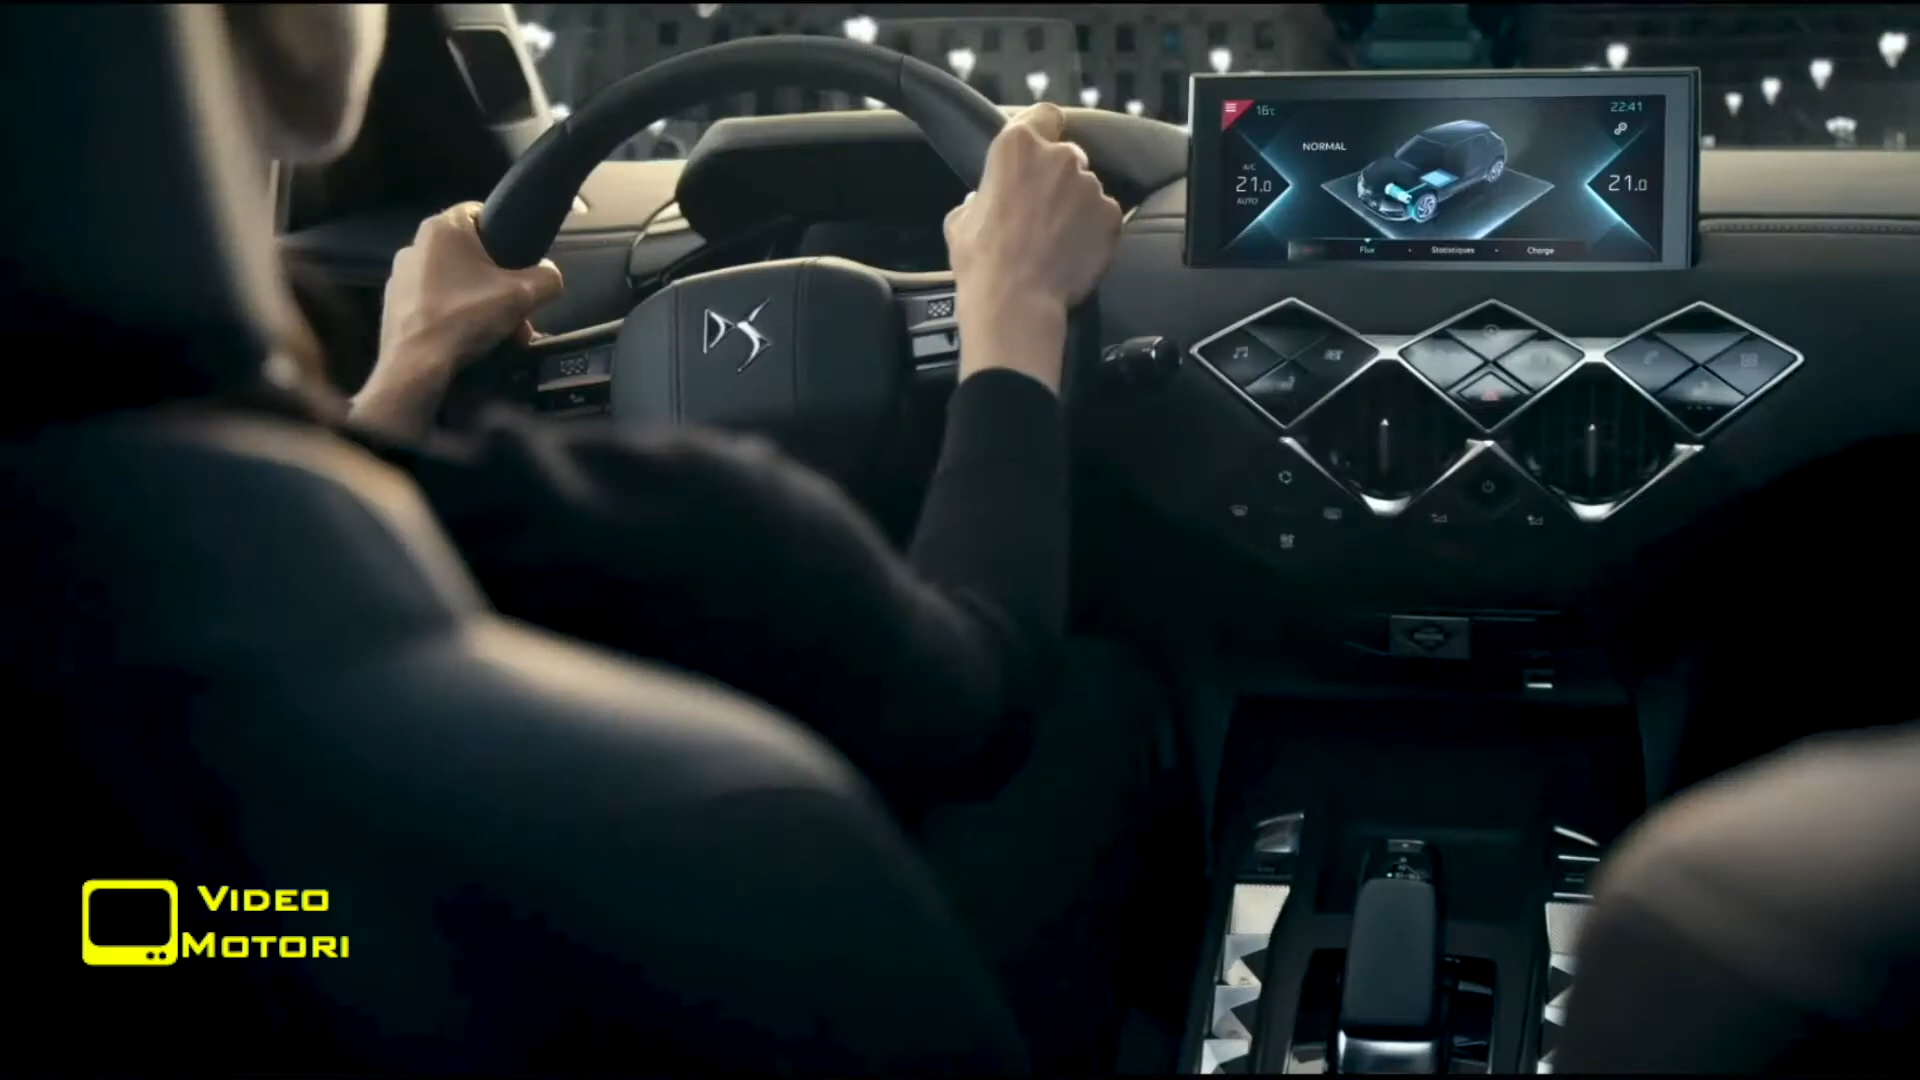 16°C
22:41
NORMAL
A/C
21.0
AUTO
21.0
Flux · Statistiques · Charge
DS
VIDEO
MOTORI